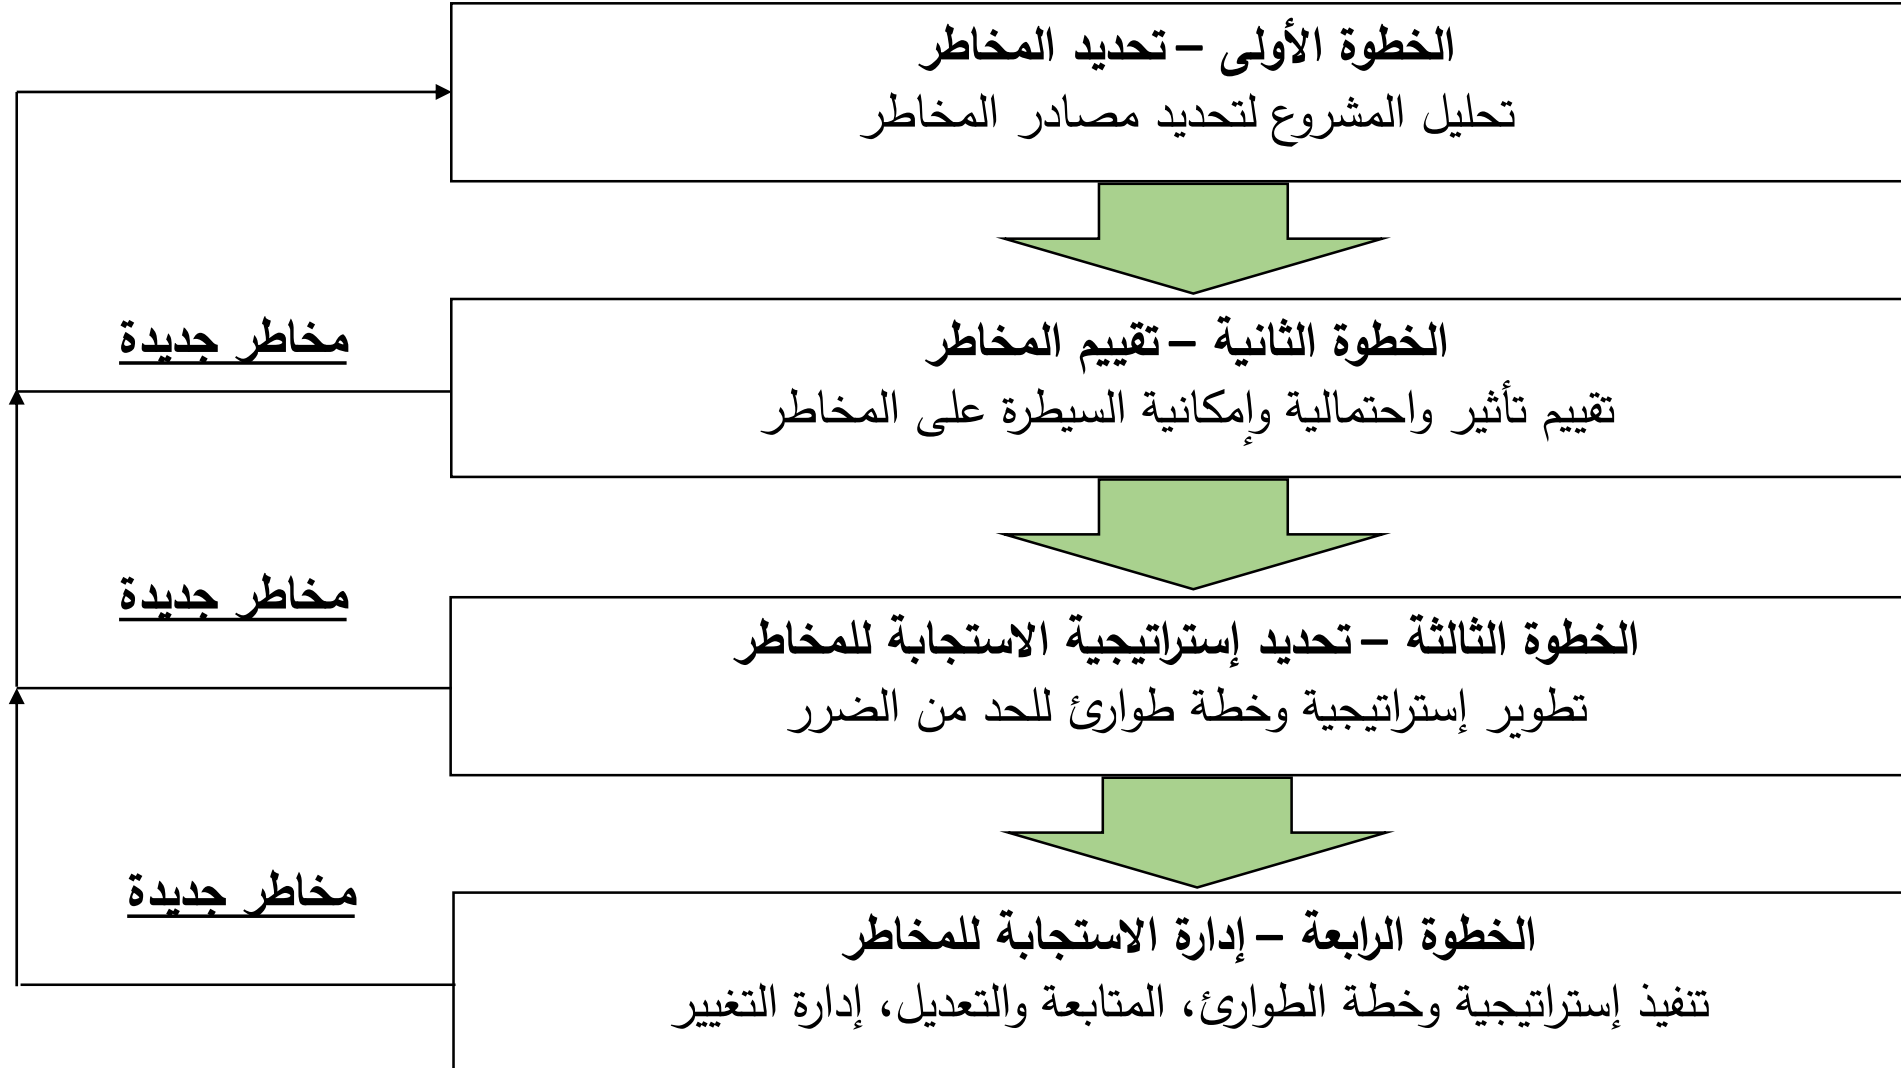 الخطوة الأولى – تحديد المخاطر
تحليل المشروع لتحديد مصادر المخاطر
مخاطر جديدة
الخطوة الثانية – تقييم المخاطر
تقييم تأثير واحتمالية وإمكانية السيطرة على المخاطر
مخاطر جديدة
الخطوة الثالثة – تحديد إستراتيجية الاستجابة للمخاطر
تطوير إستراتيجية وخطة طوارئ للحد من الضرر
مخاطر جديدة
الخطوة الرابعة – إدارة الاستجابة للمخاطر
تنفيذ إستراتيجية وخطة الطوارئ، المتابعة والتعديل، إدارة التغيير